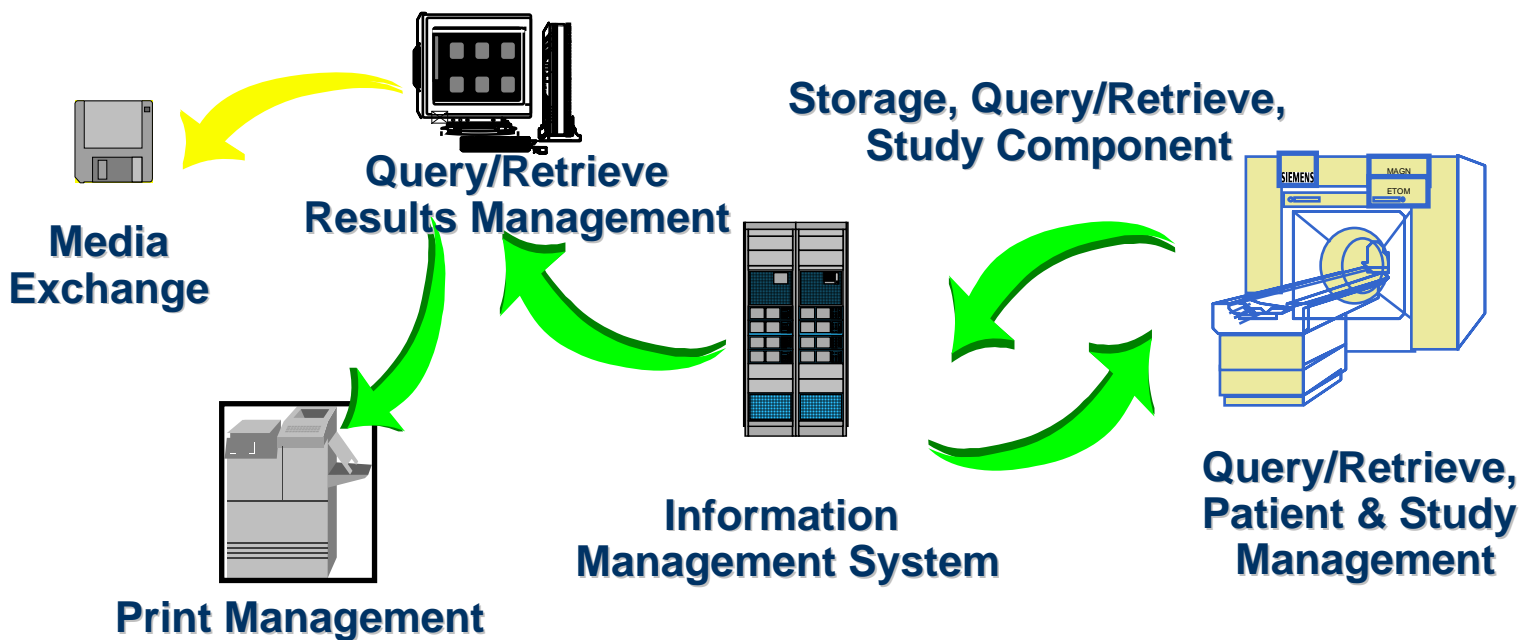 Storage, Query/Retrieve,
Study Component
Query/Retrieve
Results Management
SIEMENS
MAGN
ETOM
Media
Exchange
Query/Retrieve,
Patient & Study
Management
Information
Management System
Print Management